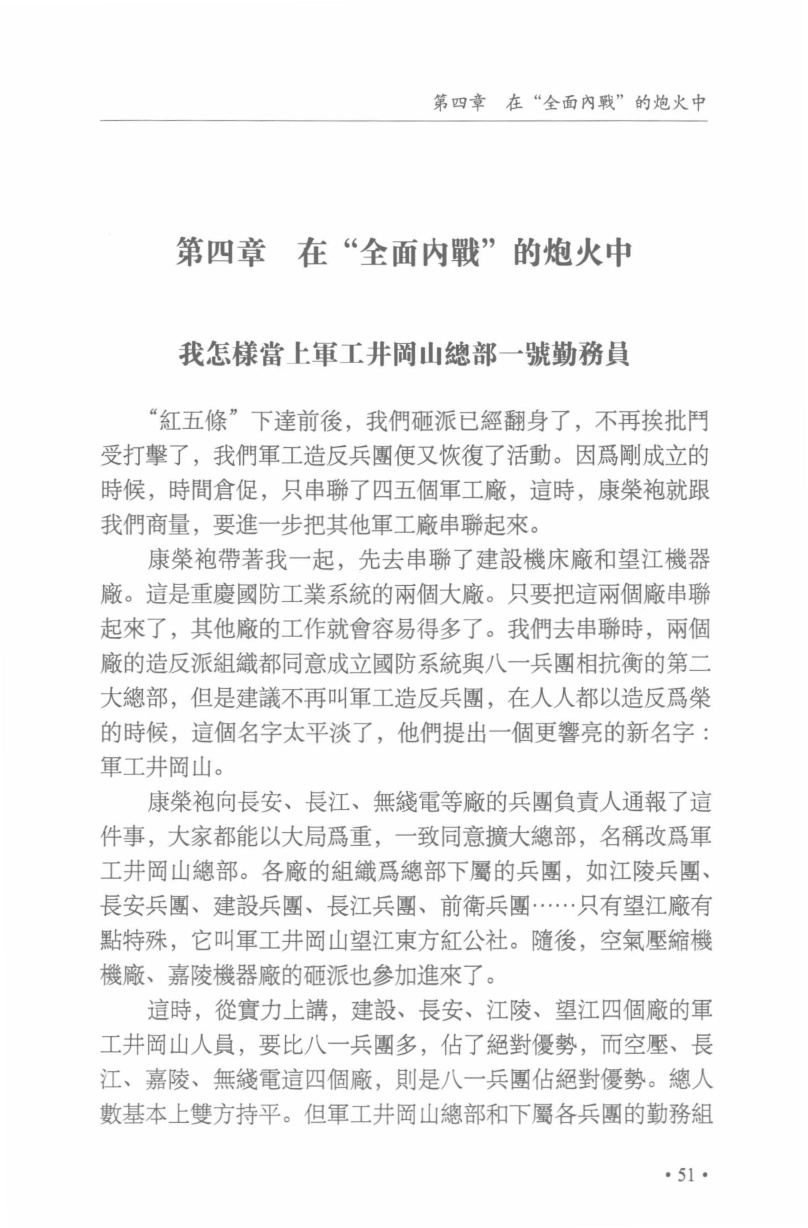 第四章　在“全面內戰”的炮火中
第四章　在“全面內戰”的炮火中
我怎樣當上軍工井岡山總部一號勤務員
“紅五條”下達前後，我們砸派已經翻身了，不再挨批鬥
受打擊了，我們軍工造反兵團便又恢復了活動。因爲剛成立的
時候，時間倉促，只串聯了四五個軍工廠，這時，康榮袍就跟
我們商量，要進一步把其他軍工廠串聯起來。
康榮袍帶著我一起，先去串聯了建設機床廠和望江機器
廠。這是重慶國防工業系統的兩個大廠。只要把這兩個廠串聯
起來了，其他廠的工作就會容易得多了。我們去串聯時，兩個
廠的造反派組織都同意成立國防系統與八一兵團相抗衡的第二
大總部，但是建議不再叫軍工造反兵團，在人人都以造反爲榮
的時候，這個名字太平淡了，他們提出一個更響亮的新名字：
軍工井岡山。
康榮袍向長安、長江、無綫電等廠的兵團負責人通報了這
件事，大家都能以大局爲重，一致同意擴大總部，名稱改爲軍
工井岡山總部。各廠的組織爲總部下屬的兵團，如江陵兵團、
長安兵團、建設兵團、長江兵團、前衛兵團……只有望江廠有
點特殊，它叫軍工井岡山望江東方紅公社。隨後，空氣壓縮機
機廠、嘉陵機器廠的砸派也參加進來了。
這時，從實力上講，建設、長安、江陵、望江四個廠的軍
工井岡山人員，要比八一兵團多，佔了絕對優勢，而空壓、長
江、嘉陵、無綫電這四個廠，則是八一兵團佔絕對優勢。總人
數基本上雙方持平。但軍工井岡山總部和下屬各兵團的勤務組
• 51 •